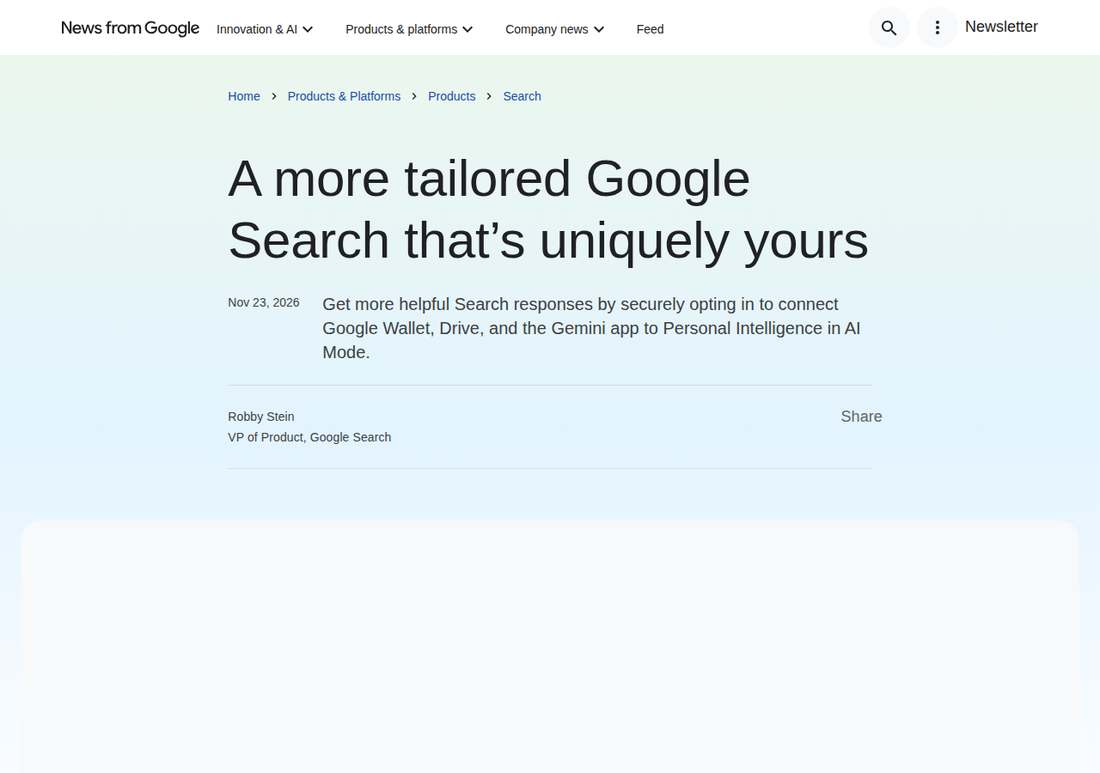 News from Google Innovation & AI Products & platforms Company news Feed Newsletter
Home Products & Platforms Products Search
A more tailored Google
Search that’s uniquely yours
Nov 23, 2026
Get more helpful Search responses by securely opting in to connect
Google Wallet, Drive, and the Gemini app to Personal Intelligence in AI
Mode.
Robby Stein
VP of Product, Google Search
Share